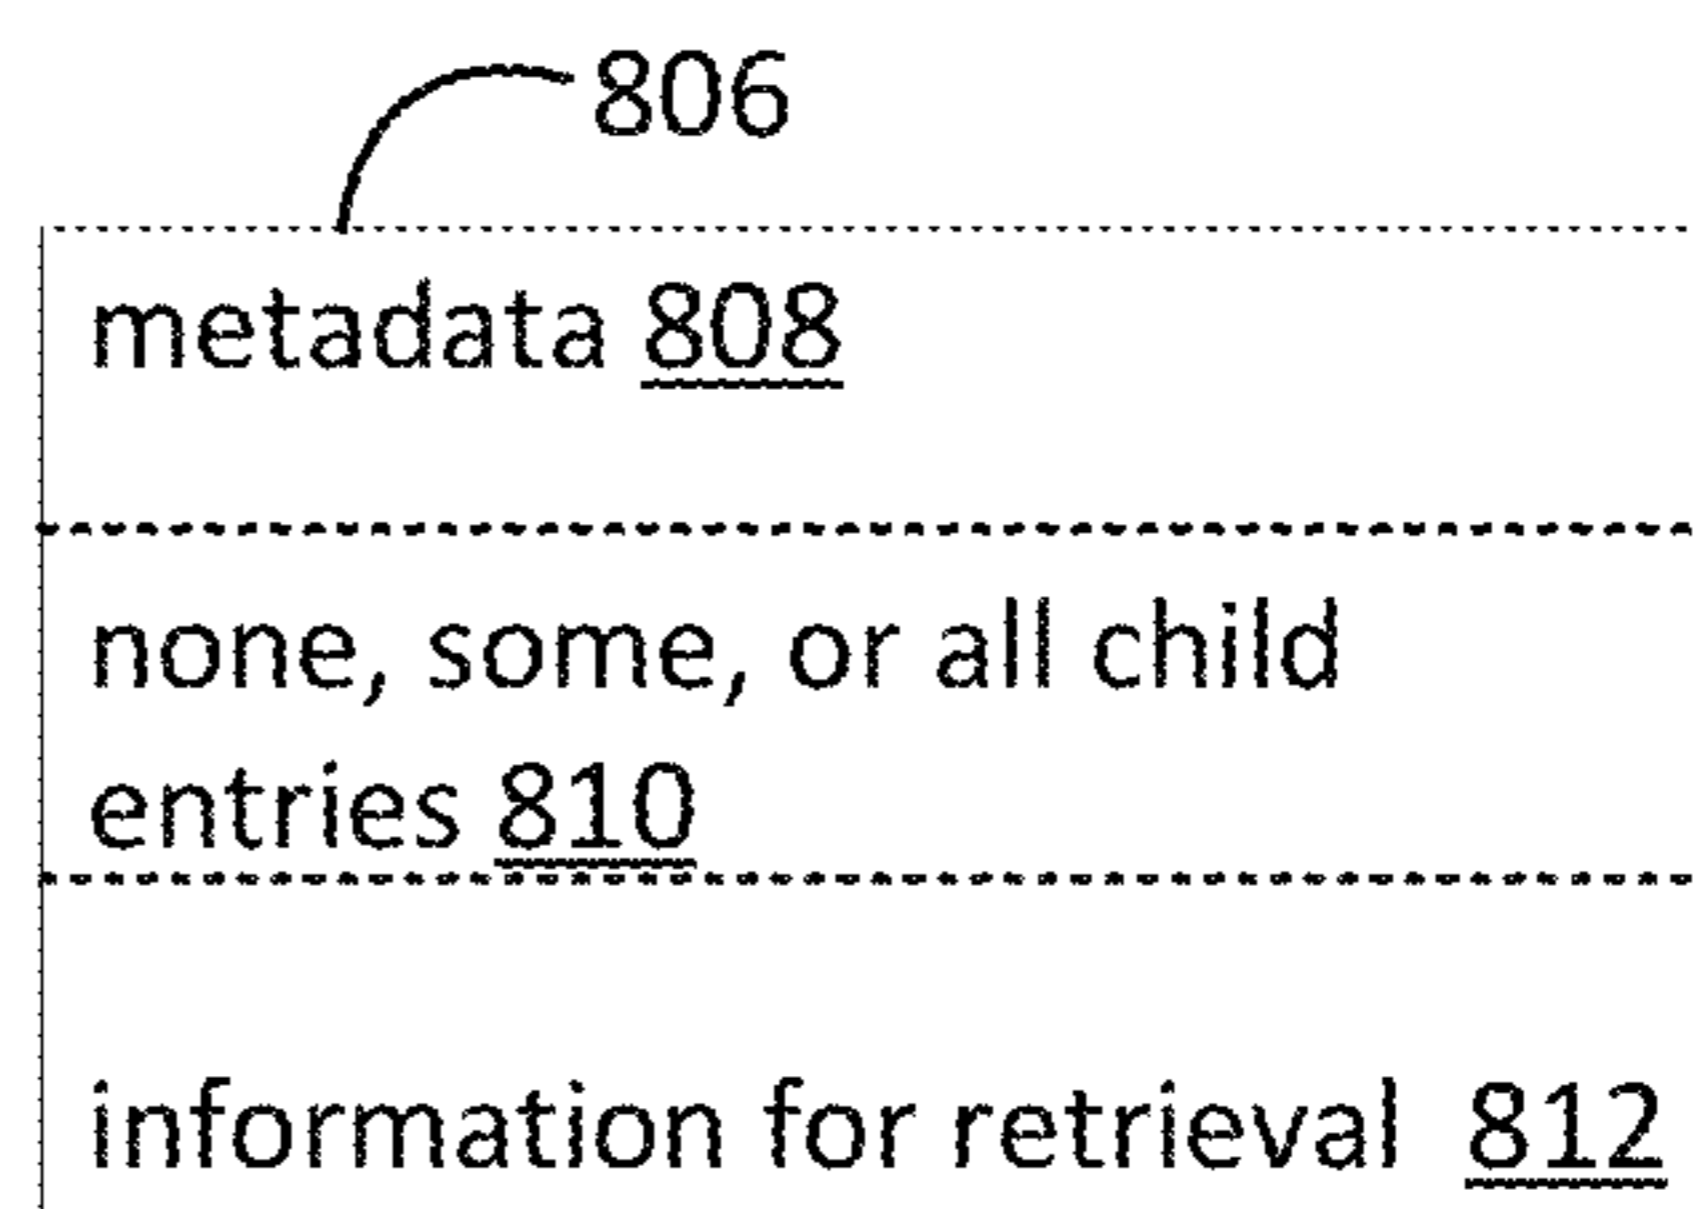 806
metadata 808
none, some, or all child
entries 810
information for retrieval 812